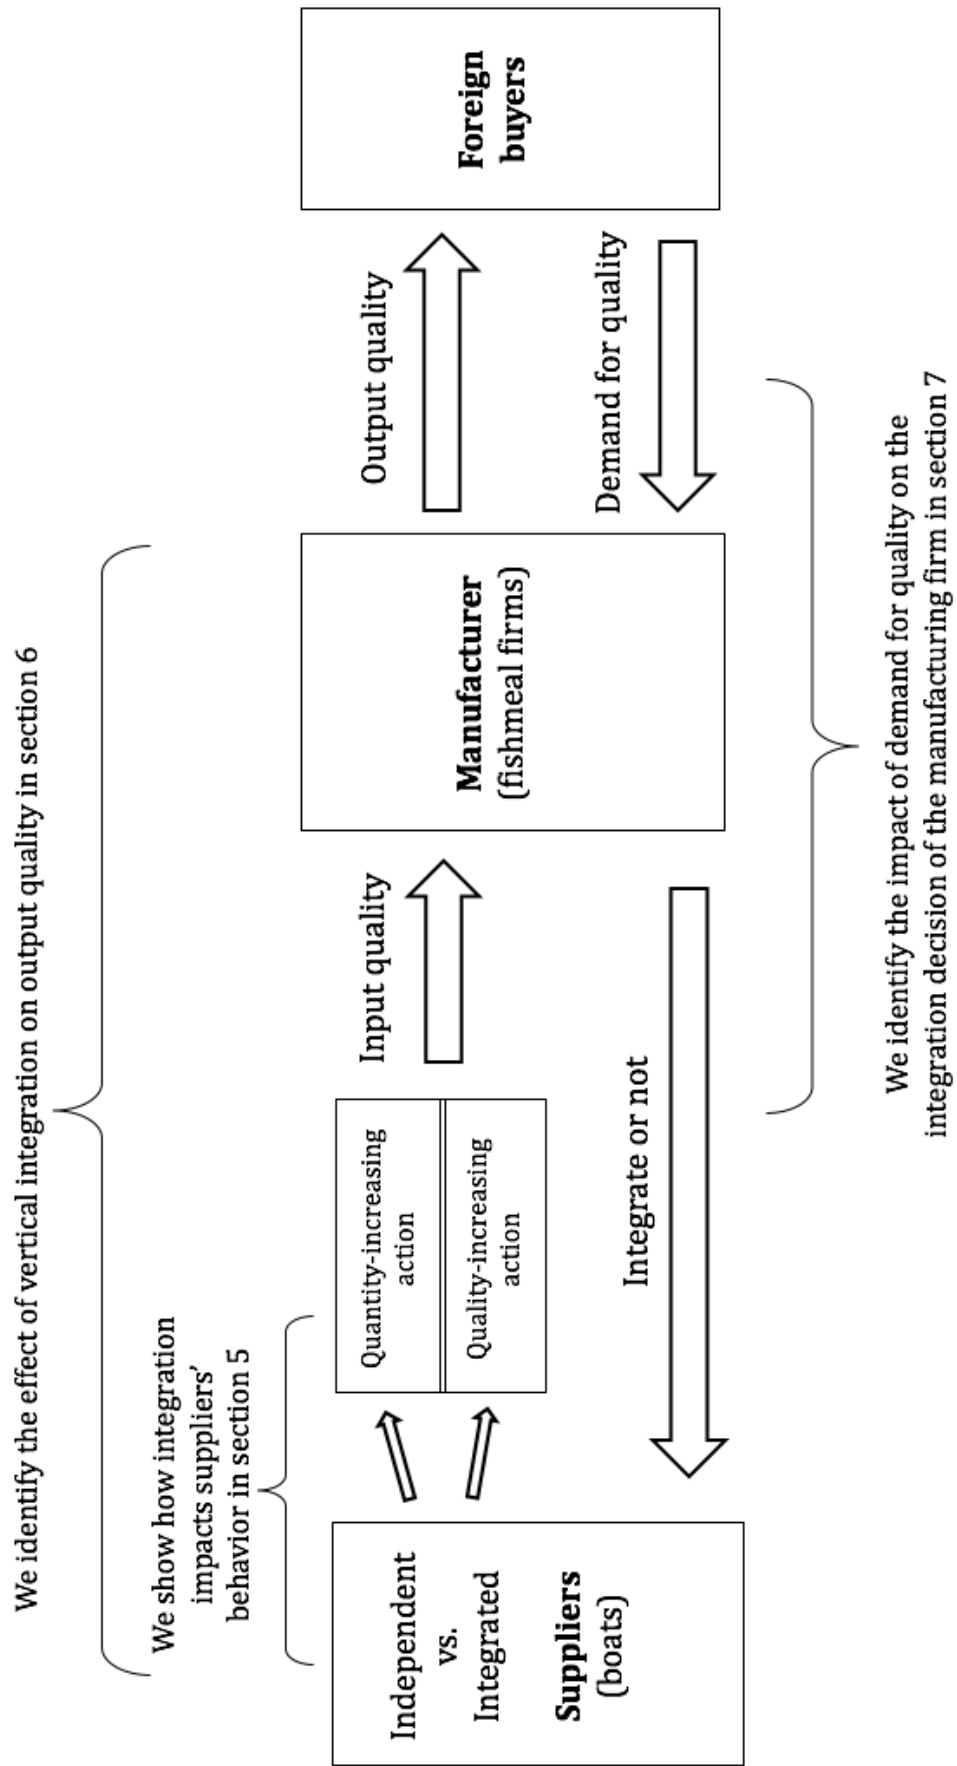 We identify the effect of vertical integration on output quality in section 6
We show how integration
impacts suppliers’
behavior in section 5
Independent
vs.
Integrated
Suppliers
(boats)
Quantity-increasing
action
Quality-increasing
action
Input quality
Manufacturer
(fishmeal firms)
Output quality
Foreign
buyers
Demand for quality
Integrate or not
We identify the impact of demand for quality on the
integration decision of the manufacturing firm in section 7